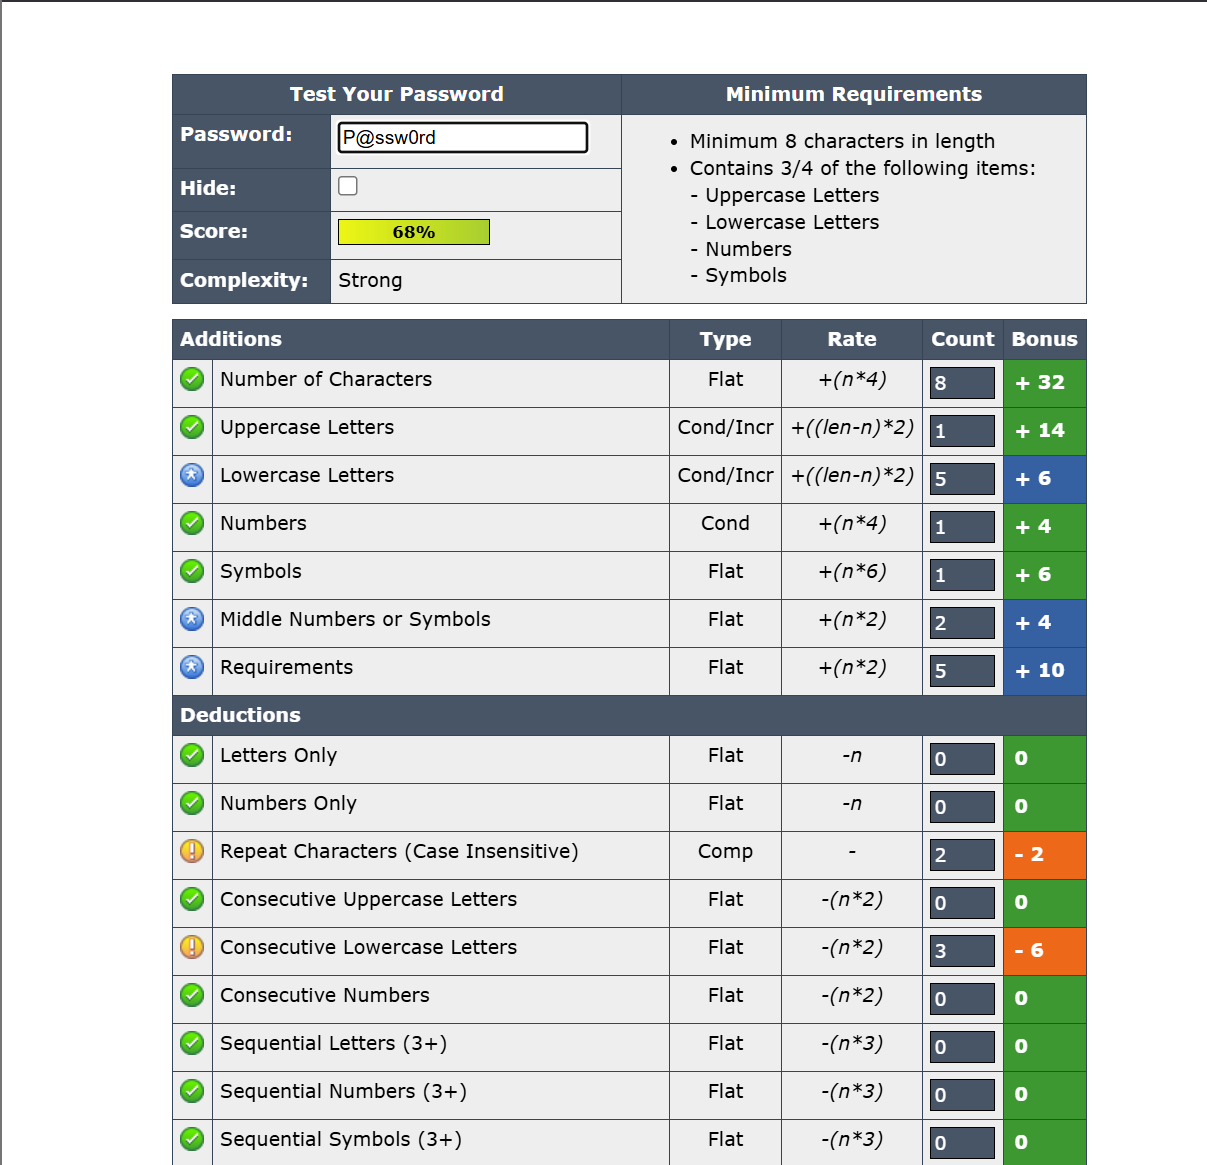 Test Your Password Minimum Requirements
Password: P@ssw0rd
Hide:
Score: 68%
Complexity: Strong
• Minimum 8 characters in length
• Contains 3/4 of the following items:
- Uppercase Letters
- Lowercase Letters
- Numbers
- Symbols
Additions Type Rate Count Bonus
Number of Characters Flat +(n*4) 8 + 32
Uppercase Letters Cond/Incr +((len-n)*2) 1 + 14
Lowercase Letters Cond/Incr +((len-n)*2) 5 + 6
Numbers Cond +(n*4) 1 + 4
Symbols Flat +(n*6) 1 + 6
Middle Numbers or Symbols Flat +(n*2) 2 + 4
Requirements Flat +(n*2) 5 + 10
Deductions
Letters Only Flat -n 0 0
Numbers Only Flat -n 0 0
Repeat Characters (Case Insensitive) Comp - 2 - 2
Consecutive Uppercase Letters Flat -(n*2) 0 0
Consecutive Lowercase Letters Flat -(n*2) 3 - 6
Consecutive Numbers Flat -(n*2) 0 0
Sequential Letters (3+) Flat -(n*3) 0 0
Sequential Numbers (3+) Flat -(n*3) 0 0
Sequential Symbols (3+) Flat -(n*3) 0 0